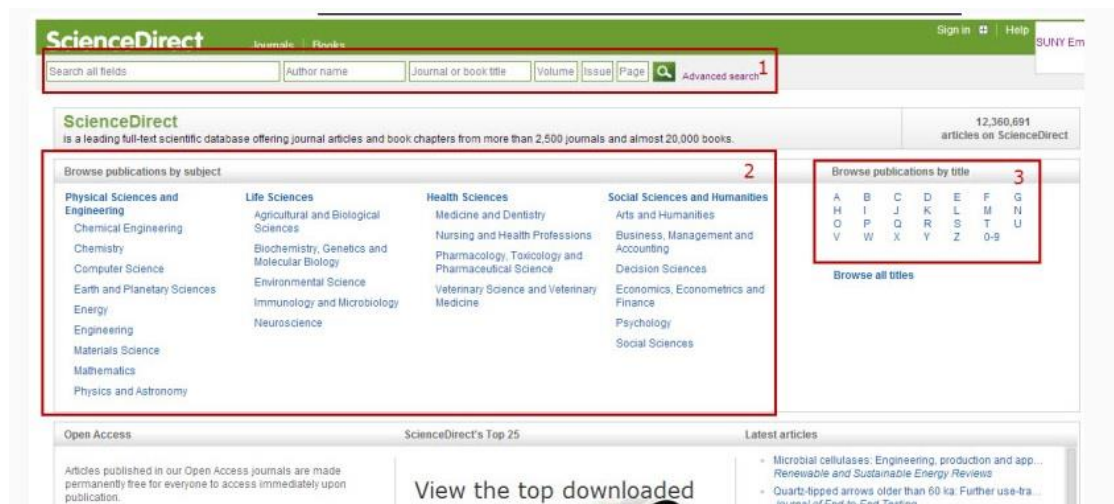 Sign in Help
SUNY Em
ScienceDirect Journals Books
Search all fields Author name Journal or book title Volume Issue Page Advanced search 1
ScienceDirect
is a leading full-text scientific database offering journal articles and book chapters from more than 2,500 journals and almost 20,000 books.
12,360,691
articles on ScienceDirect
Browse publications by subject 2
Physical Sciences and
Engineering
Chemical Engineering
Chemistry
Computer Science
Earth and Planetary Sciences
Energy
Engineering
Materials Science
Mathematics
Physics and Astronomy
Life Sciences
Agricultural and Biological
Sciences
Biochemistry, Genetics and
Molecular Biology
Environmental Science
Immunology and Microbiology
Neuroscience
Health Sciences
Medicine and Dentistry
Nursing and Health Professions
Pharmacology, Toxicology and
Pharmaceutical Science
Veterinary Science and Veterinary
Medicine
Social Sciences and Humanities
Arts and Humanities
Business, Management and
Accounting
Decision Sciences
Economics, Econometrics and
Finance
Psychology
Social Sciences
Browse publications by title 3
A B C D E F G
H I J K L M N
O P Q R S T U
V W X Y Z 0-9
Browse all titles
Open Access
Articles published in our Open Access journals are made
permanently free for everyone to access immediately upon
publication.
ScienceDirect's Top 25
View the top downloaded
Latest articles
Microbial cellulases: Engineering, production and app...
Renewable and Sustainable Energy Reviews
Quartz-tipped arrows older than 60 ka: Further use-tra...